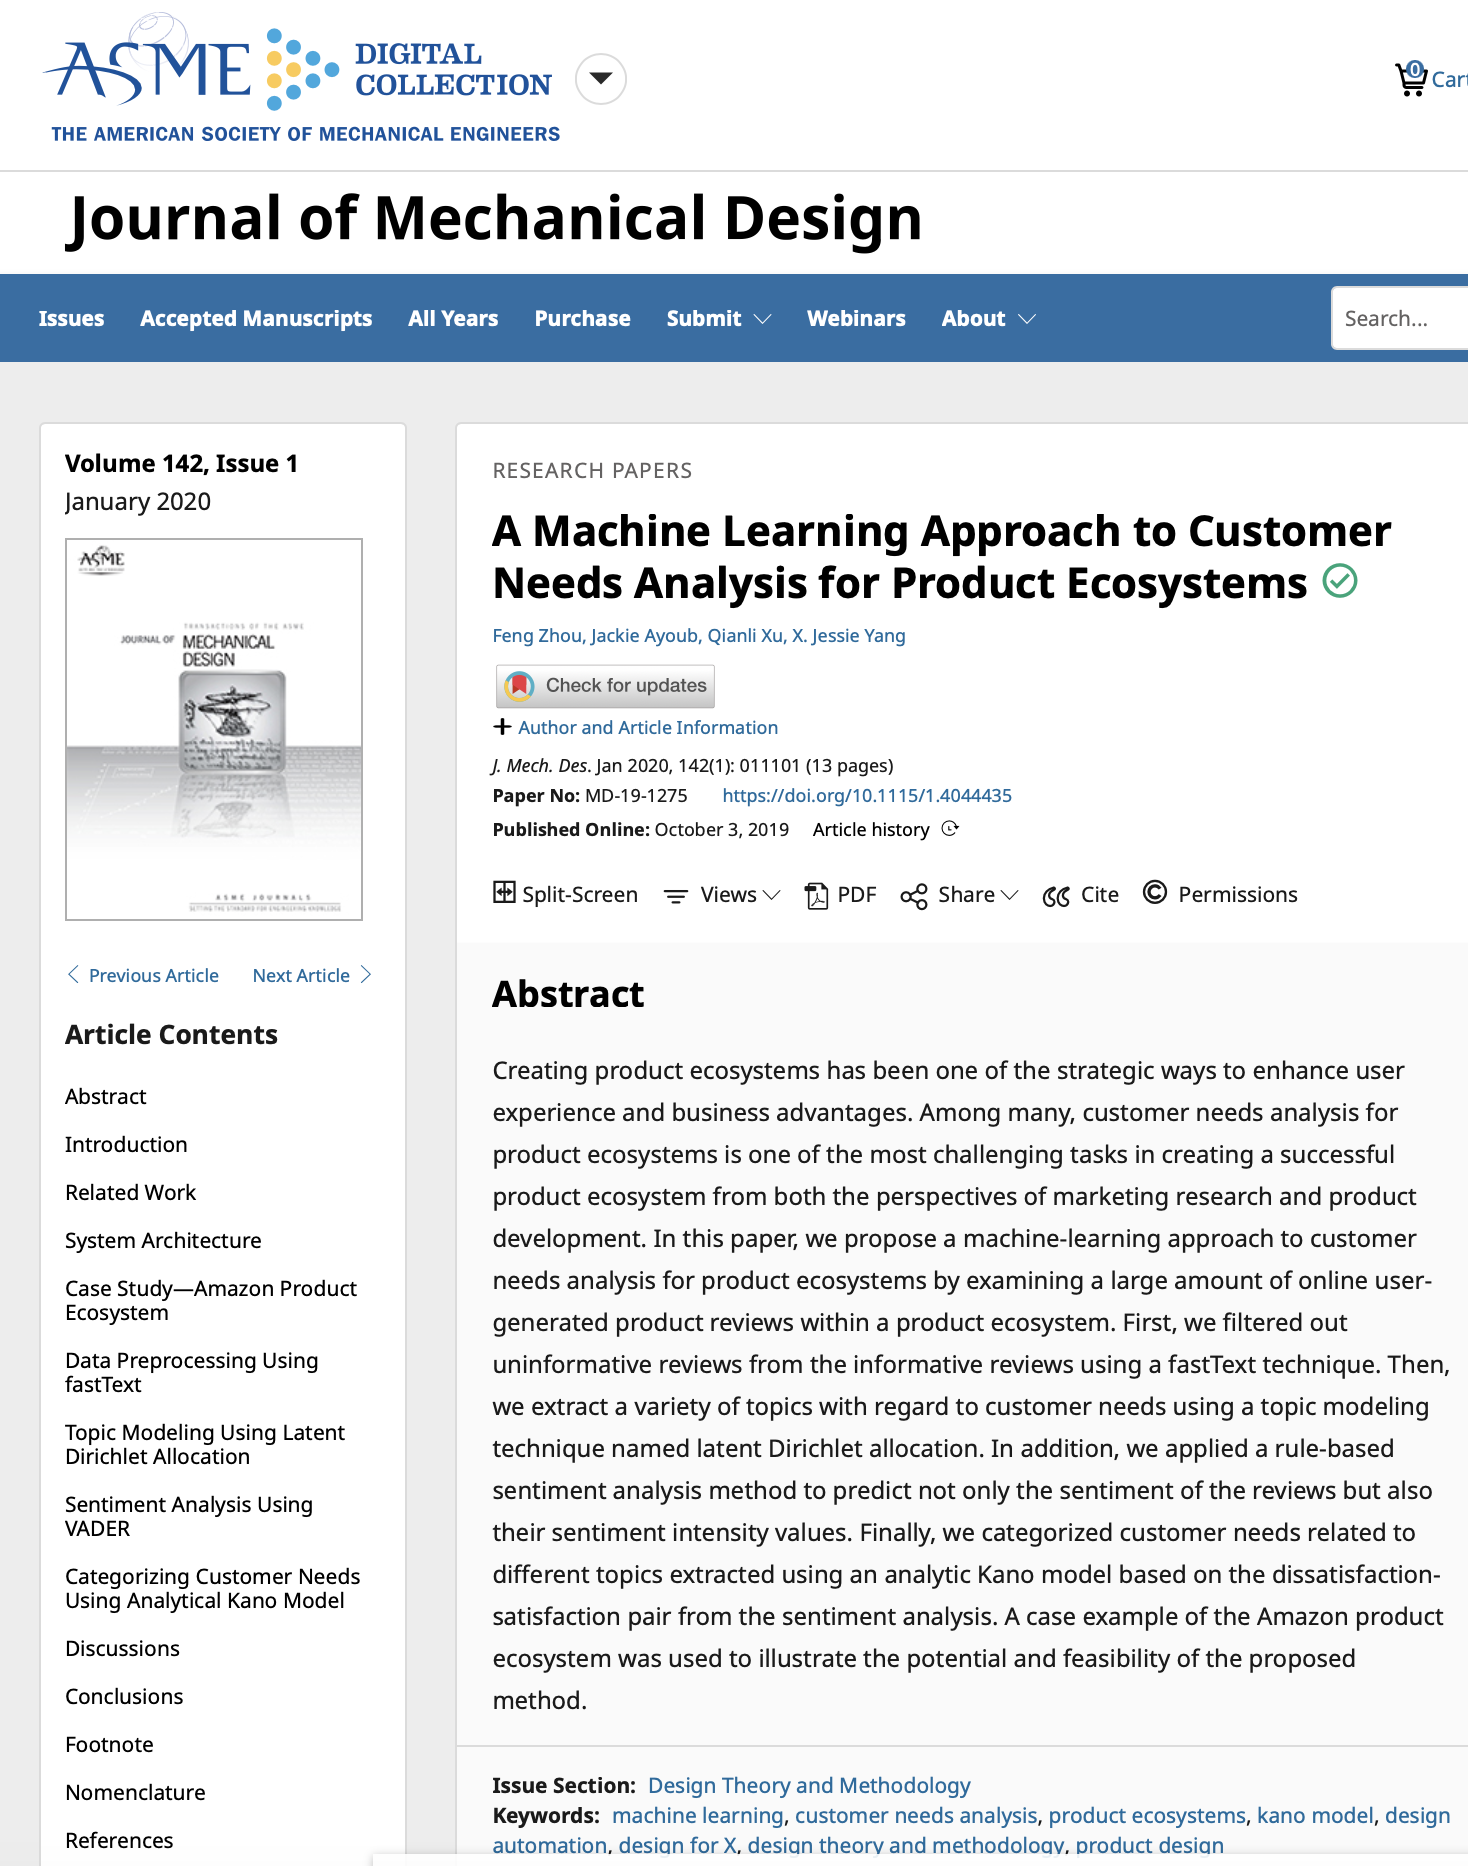 ASME DIGITAL COLLECTION
THE AMERICAN SOCIETY OF MECHANICAL ENGINEERS
0 Cart
Journal of Mechanical Design
Issues Accepted Manuscripts All Years Purchase Submit Webinars About Search...
Volume 142, Issue 1
January 2020
ASME
TRANSACTIONS OF THE ASME
JOURNAL OF MECHANICAL
DESIGN
ASME JOURNALS
SETTING THE STANDARD FOR ENGINEERING KNOWLEDGE
Previous Article Next Article
Article Contents
Abstract
Introduction
Related Work
System Architecture
Case Study—Amazon Product
Ecosystem
Data Preprocessing Using
fastText
Topic Modeling Using Latent
Dirichlet Allocation
Sentiment Analysis Using
VADER
Categorizing Customer Needs
Using Analytical Kano Model
Discussions
Conclusions
Footnote
Nomenclature
References
RESEARCH PAPERS
A Machine Learning Approach to Customer
Needs Analysis for Product Ecosystems
Feng Zhou, Jackie Ayoub, Qianli Xu, X. Jessie Yang
Check for updates
Author and Article Information
J. Mech. Des. Jan 2020, 142(1): 011101 (13 pages)
Paper No: MD-19-1275 https://doi.org/10.1115/1.4044435
Published Online: October 3, 2019 Article history
Split-Screen Views PDF Share Cite Permissions
Abstract
Creating product ecosystems has been one of the strategic ways to enhance user
experience and business advantages. Among many, customer needs analysis for
product ecosystems is one of the most challenging tasks in creating a successful
product ecosystem from both the perspectives of marketing research and product
development. In this paper, we propose a machine-learning approach to customer
needs analysis for product ecosystems by examining a large amount of online user-
generated product reviews within a product ecosystem. First, we filtered out
uninformative reviews from the informative reviews using a fastText technique. Then,
we extract a variety of topics with regard to customer needs using a topic modeling
technique named latent Dirichlet allocation. In addition, we applied a rule-based
sentiment analysis method to predict not only the sentiment of the reviews but also
their sentiment intensity values. Finally, we categorized customer needs related to
different topics extracted using an analytic Kano model based on the dissatisfaction-
satisfaction pair from the sentiment analysis. A case example of the Amazon product
ecosystem was used to illustrate the potential and feasibility of the proposed
method.
Issue Section: Design Theory and Methodology
Keywords: machine learning, customer needs analysis, product ecosystems, kano model, design
automation, design for X, design theory and methodology, product design